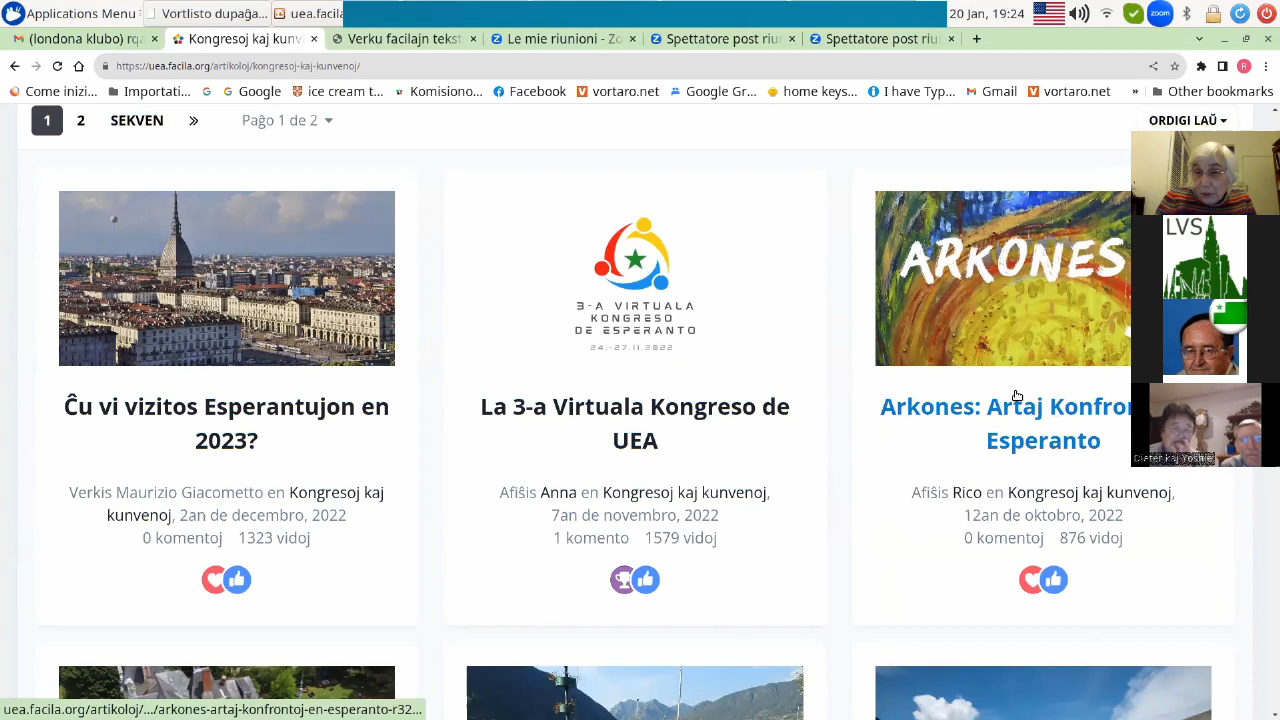 Applications Menu
Vortlisto dupaĝa...
uea.facila
20 Jan, 19:24
zoom
(londona klubo) rqa
Kongresoj kaj kunv
Verku facilajn tekst
Le mie riunioni - Zo
Spettatore post riun
Spettatore post riun
https://uea.facila.org/artikoloj/kongresoj-kaj-kunvenoj/
R
Come inizi...
Importati...
Google
ice cream t...
Komisiono...
Facebook
vortaro.net
Google Gr...
home keys...
I have Typ...
Gmail
vortaro.net
Other bookmarks
1 2 SEKVEN » Paĝo 1 de 2
ORDIGI LAŬ
LVS
ARKONES
3-A VIRTUALA
KONGRESO
DE ESPERANTO
24.-27.11.2022
Ĉu vi vizitos Esperantujon en
2023?
Verkis Maurizio Giacometto en Kongresoj kaj
kunvenoj, 2an de decembro, 2022
0 komentoj 1323 vidoj
La 3-a Virtuala Kongreso de
UEA
Afiŝis Anna en Kongresoj kaj kunvenoj,
7an de novembro, 2022
1 komento 1579 vidoj
Arkones: Artaj Konfron
Esperanto
Afiŝis Rico en Kongresoj kaj kunvenoj,
12an de oktobro, 2022
0 komentoj 876 vidoj
Dieter kaj Yoshie
uea.facila.org/artikoloj/.../arkones-artaj-konfrontoj-en-esperanto-r32...